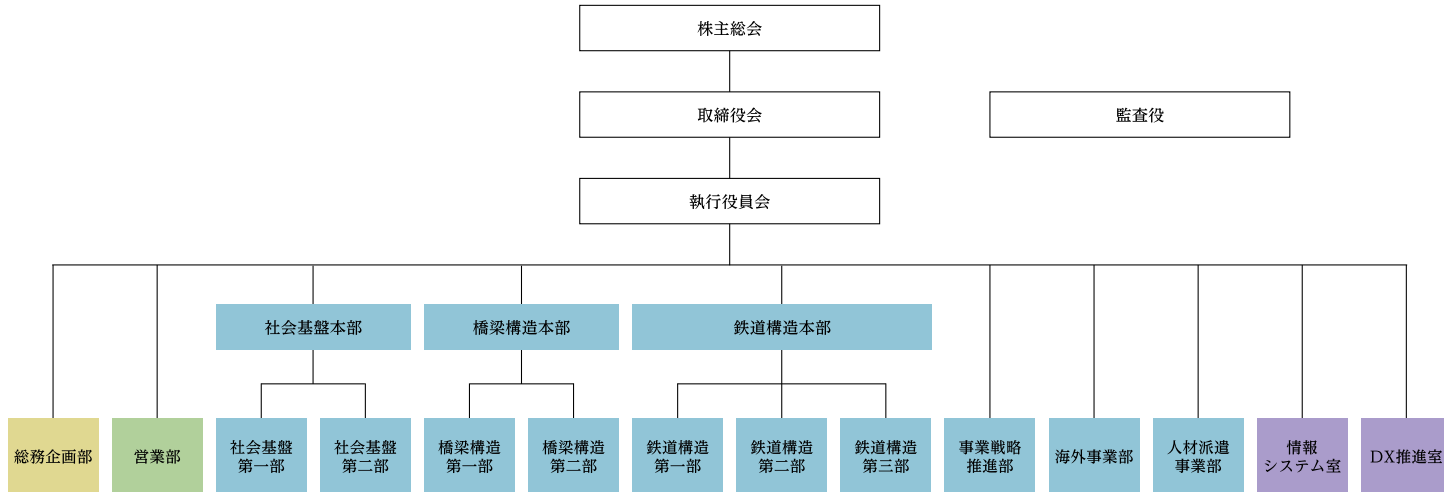 株主総会
取締役会
監査役
執行役員会
社会基盤本部
橋梁構造本部
鉄道構造本部
総務企画部
営業部
社会基盤
第一部
社会基盤
第二部
橋梁構造
第一部
橋梁構造
第二部
鉄道構造
第一部
鉄道構造
第二部
鉄道構造
第三部
事業戦略
推進部
海外事業部
人材派遣
事業部
情報
システム室
DX推進室